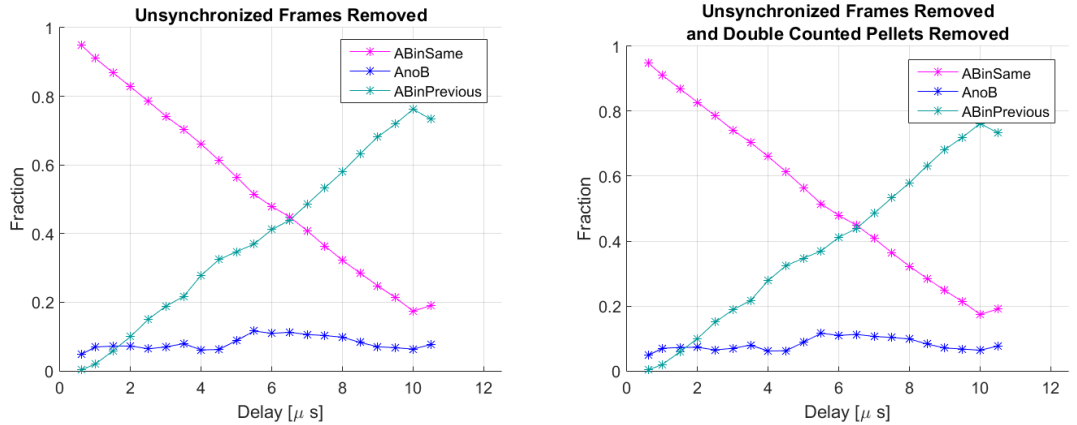 Unsynchronized Frames Removed
1
0.8
0.6
0.4
0.2
0
Fraction
ABinSame
AnoB
ABinPrevious
0 2 4 6 8 10 12
Delay [μ s]
Unsynchronized Frames Removed
and Double Counted Pellets Removed
1
0.8
0.6
0.4
0.2
0
Fraction
ABinSame
AnoB
ABinPrevious
0 2 4 6 8 10 12
Delay [μ s]